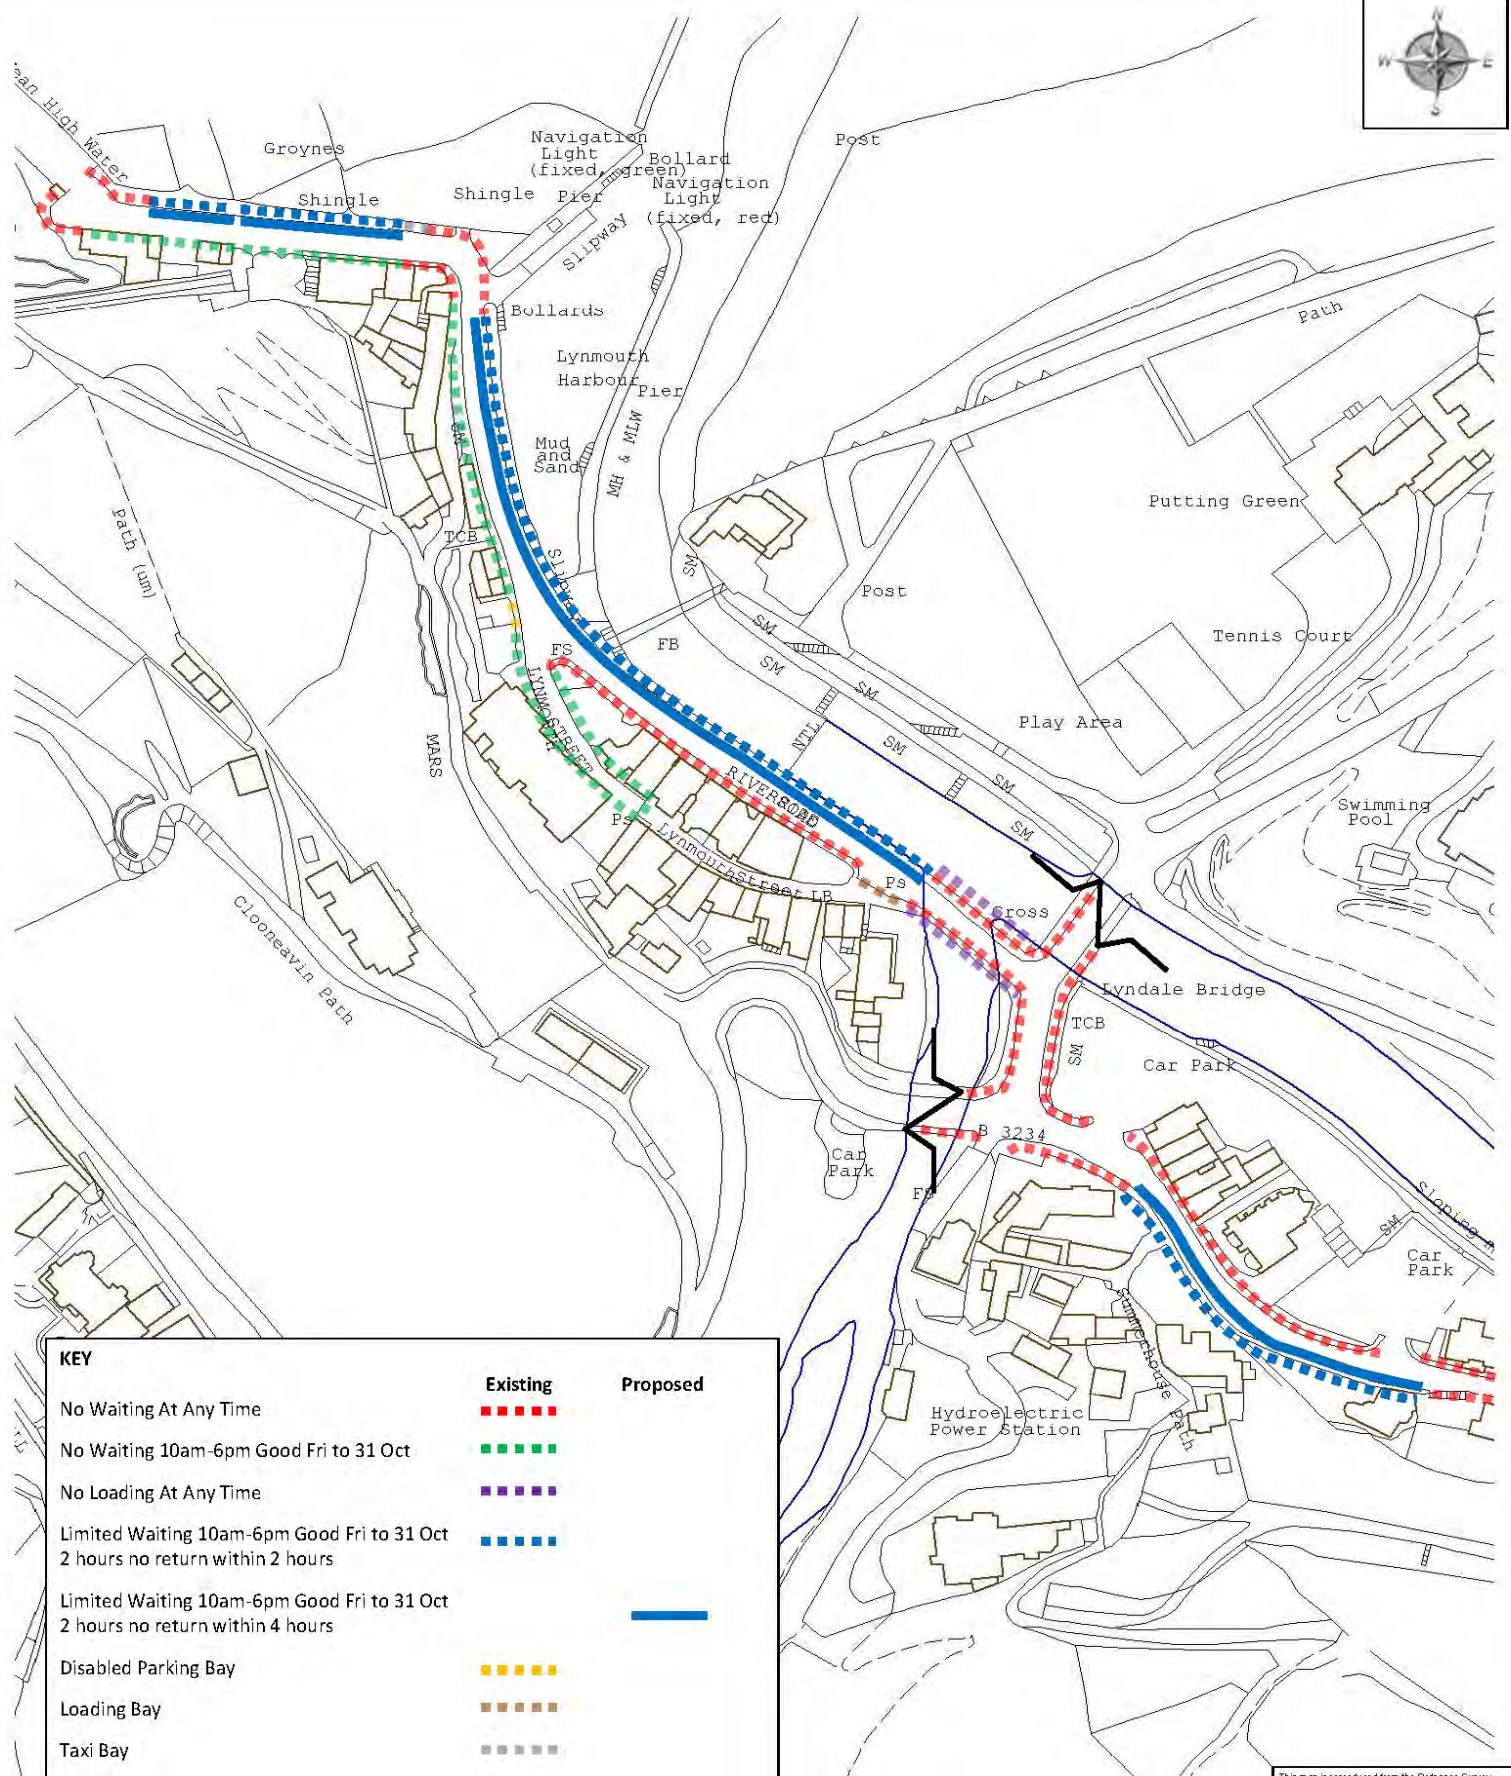 N
W E
S
ean High Water
Groynes
Shingle
Shingle
Navigation
Light
(fixed, green)
Pier
Bollard
Navigation
Light
(fixed, red)
Slipway
Post
Bollards
Lynmouth
Harbour
Pier
Path
Mud
and
Sand
MH & MLW
Putting Green
Path (um)
TCB
SM
Post
SM
FB
SM
Tennis Court
FS
SM
Play Area
NTL
SM
SM
SM
MARS
STREET
RIVERSIDE
ROAD
Swimming
Pool
Ps
Lynmouth Street
LB
Ps
Cross
Clooneavin Path
Lyndale Bridge
TCB
SM
Car Park
B 3234
Car
Park
FS
Sloping
SM
Car
Park
Summerhouse Path
Hydroelectric
Power Station
KEY
Existing Proposed
No Waiting At Any Time
No Waiting 10am-6pm Good Fri to 31 Oct
No Loading At Any Time
Limited Waiting 10am-6pm Good Fri to 31 Oct
2 hours no return within 2 hours
Limited Waiting 10am-6pm Good Fri to 31 Oct
2 hours no return within 4 hours
Disabled Parking Bay
Loading Bay
Taxi Bay